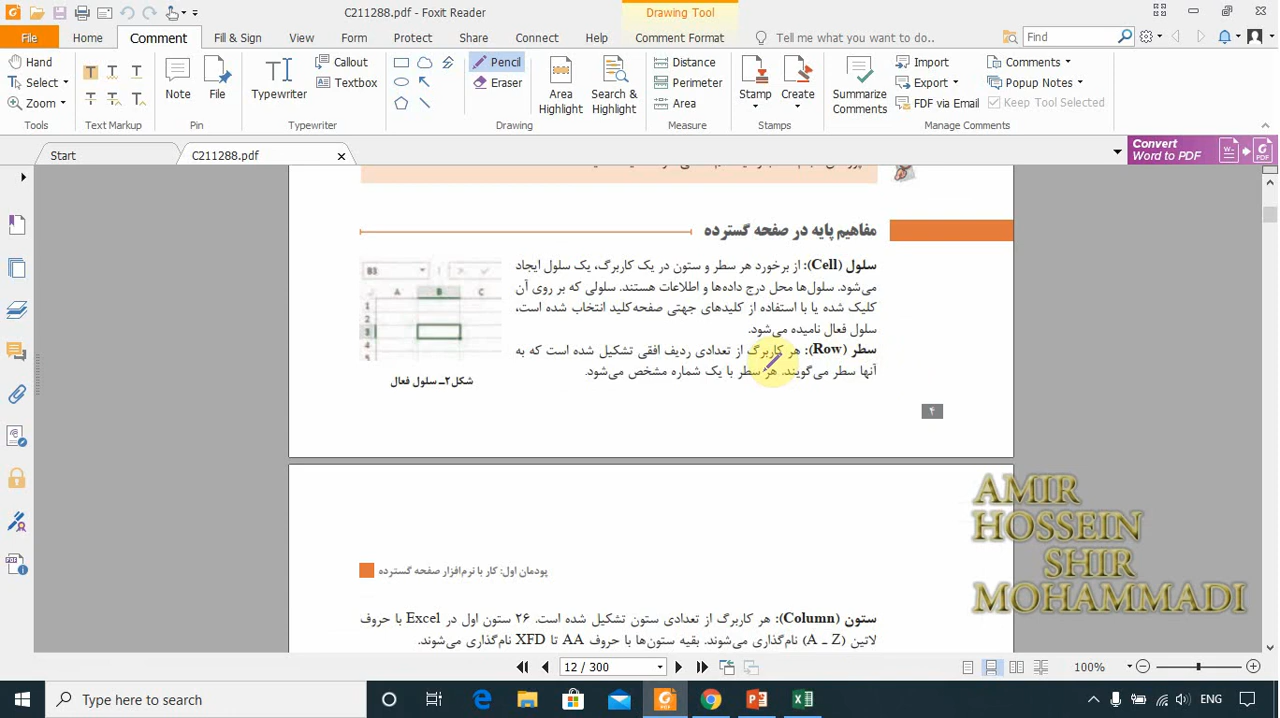 C211288.pdf - Foxit Reader
Drawing Tool
File Home Comment Fill & Sign View Form Protect Share Connect Help Comment Format Tell me what you want to do.. Find
Hand
Select
Zoom
Tools
Text Markup
Note
File
Pin
Typewriter
Callout
Textbox
Typewriter
Pencil
Eraser
Drawing
Area Highlight
Search & Highlight
Distance
Perimeter
Area
Measure
Stamp
Create
Stamps
Summarize Comments
Import
Export
FDF via Email
Comments
Popup Notes
Keep Tool Selected
Manage Comments
Start
C211288.pdf
Convert
Word to PDF
PDF
مفاهیم پایه در صفحه گسترده
سلول (Cell): از برخورد هر سطر و ستون در یک کاربرگ، یک سلول ایجاد
می‌شود. سلول‌ها محل درج داده‌ها و اطلاعات هستند. سلولی که بر روی آن
کلیک شده یا با استفاده از کلیدهای جهتی صفحه‌کلید انتخاب شده است،
سلول فعال نامیده می‌شود.
سطر (Row): هر کاربرگ از تعدادی ردیف افقی تشکیل شده است که به
آنها سطر می‌گویند. هر سطر با یک شماره مشخص می‌شود.
B3
A B C
1
2
3
4
5
شکل۲ـ سلول فعال
۴
AMIR
HOSSEIN
SHIR
MOHAMMADI
پودمان اول: کار با نرم‌افزار صفحه گسترده
ستون (Column): هر کاربرگ از تعدادی ستون تشکیل شده است. ۲۶ ستون اول در Excel با حروف
لاتین (A ـ Z) نام‌گذاری می‌شوند. بقیه ستون‌ها با حروف AA تا XFD نام‌گذاری می‌شوند.
12 / 300
100%
Type here to search
ENG